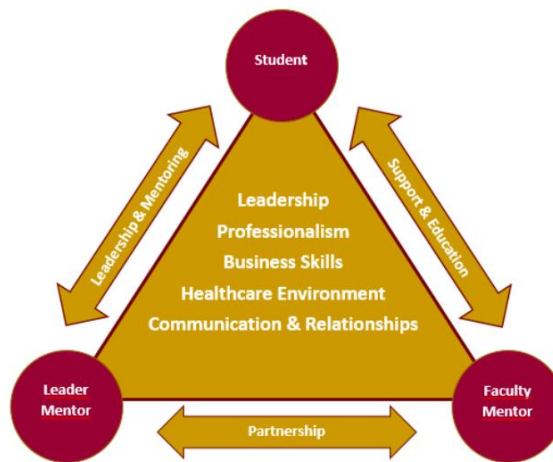 Student
Leadership & Mentoring
Support & Education
Leadership
Professionalism
Business Skills
Healthcare Environment
Communication & Relationships
Leader
Mentor
Faculty
Mentor
Partnership